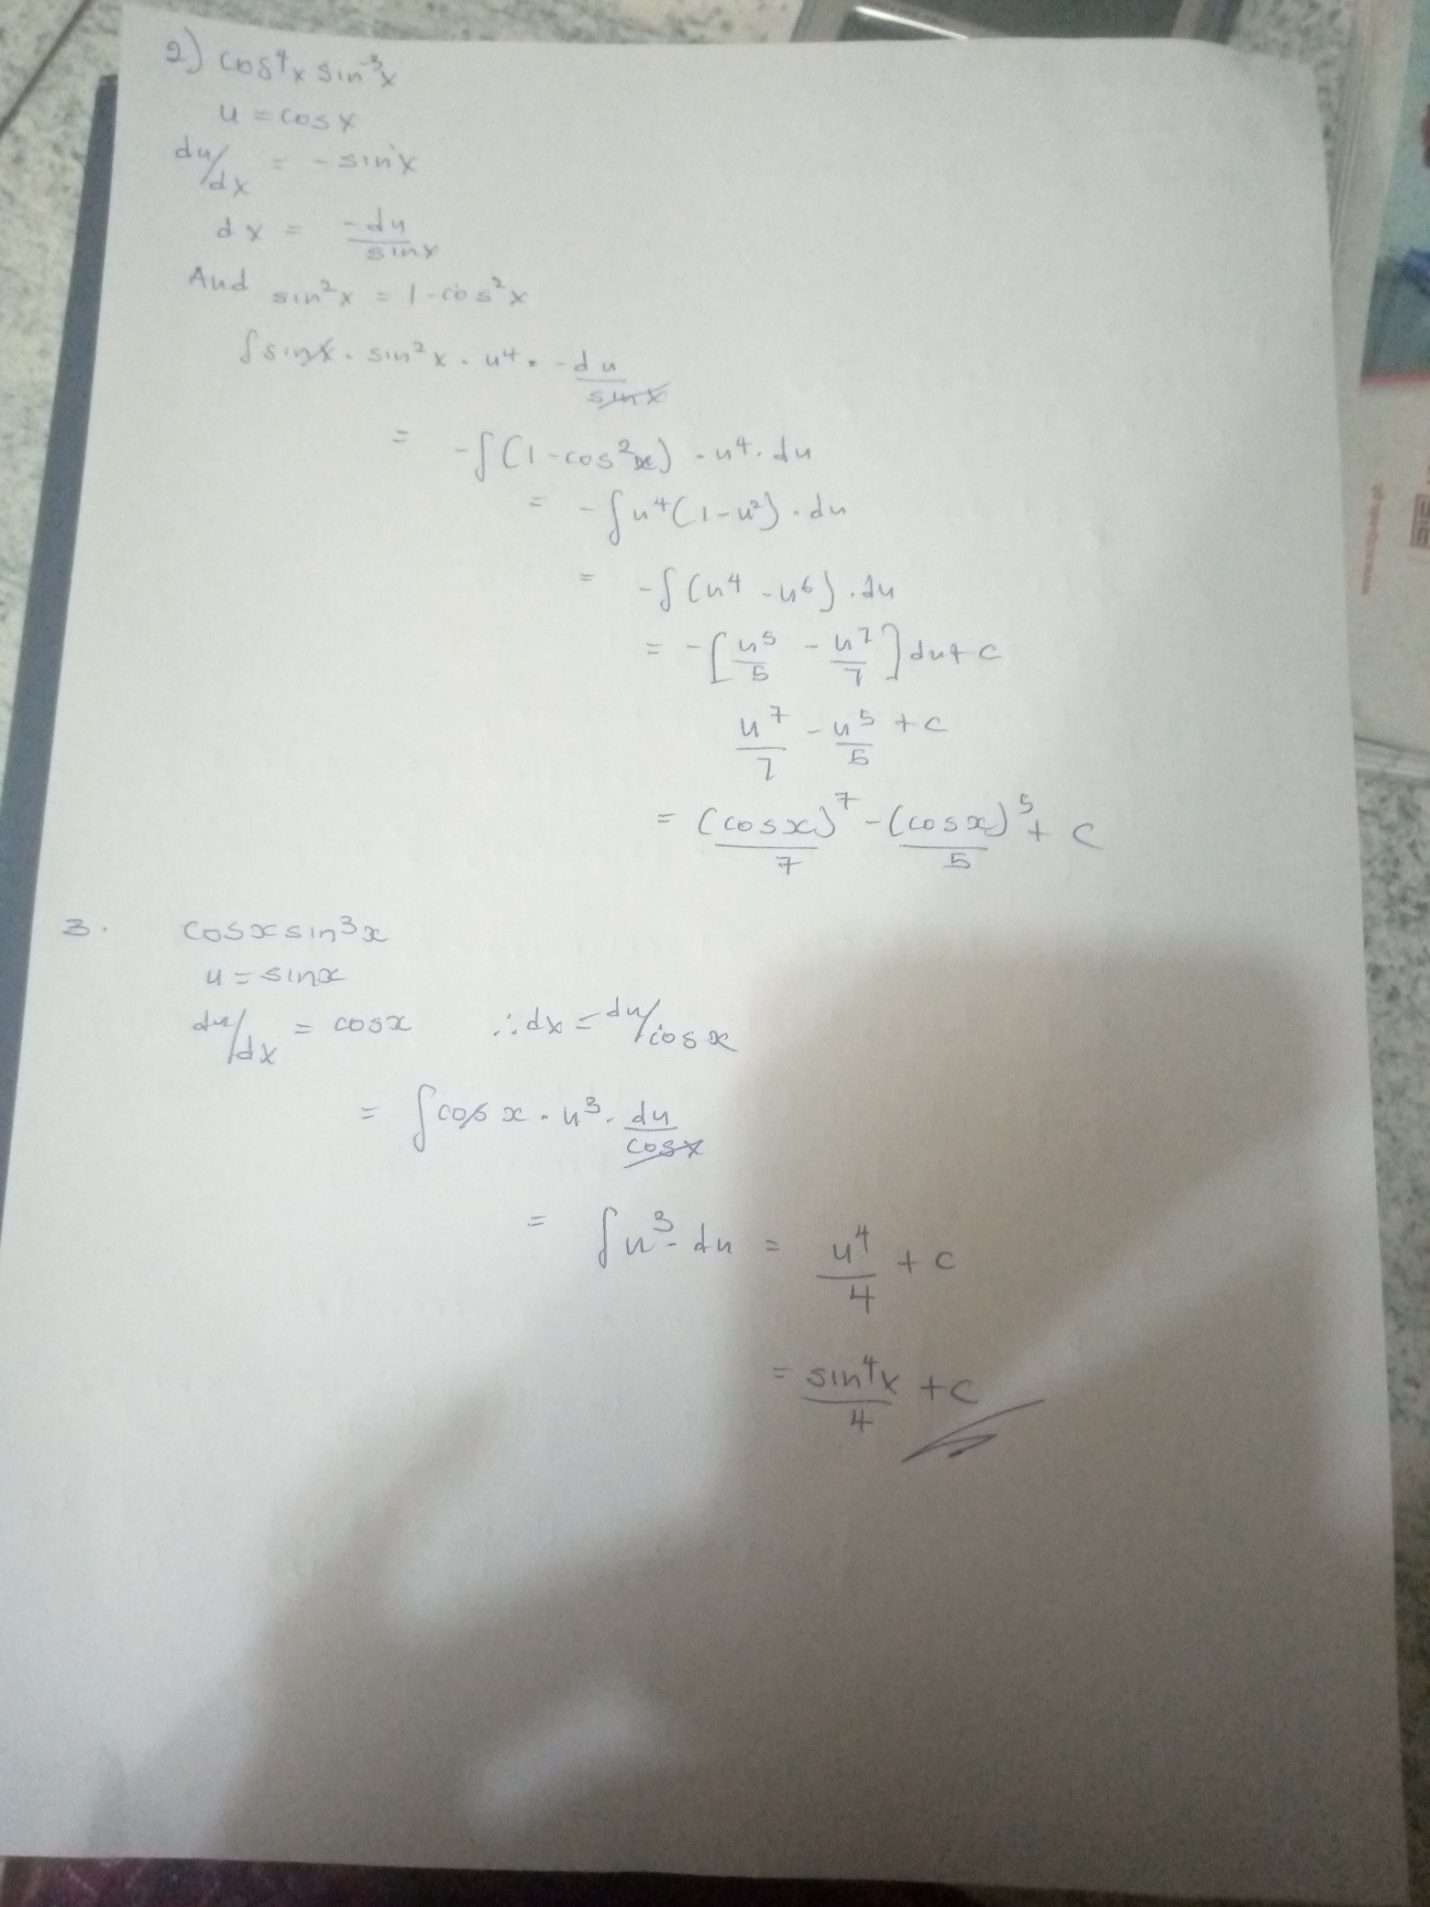 2) cos⁴x sin⁻³x
u = cosx
du/dx = - sinx
dx = -du/sinx
And sin²x = 1-cos²x
∫sinx . sin²x . u⁴ . -du/sinx
= -∫(1-cos²x) . u⁴ . du
= -∫u⁴(1-u²) . du
= -∫(u⁴ - u⁶) . du
= -[u⁵/5 - u⁷/7] du + c
u⁷/7 - u⁵/5 + c
= (cosx)⁷/7 - (cosx)⁵/5 + c
3. cosx sin³x
u = sinx
du/dx = cosx ∴ dx = du/cosx
= ∫cosx . u³ . du/cosx
= ∫u³ . du = u⁴/4 + c
= sin⁴x/4 + c